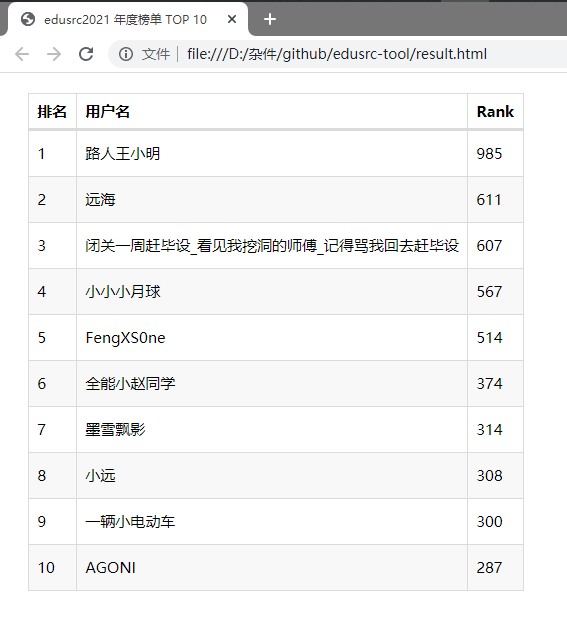 edusrc2021 年度榜单 TOP 10
文件 file:///D:/杂件/github/edusrc-tool/result.html
排名 用户名 Rank
1 路人王小明 985
2 远海 611
3 闭关一周赶毕设_看见我挖洞的师傅_记得骂我回去赶毕设 607
4 小小小月球 567
5 FengXS0ne 514
6 全能小赵同学 374
7 墨雪飘影 314
8 小远 308
9 一辆小电动车 300
10 AGONI 287